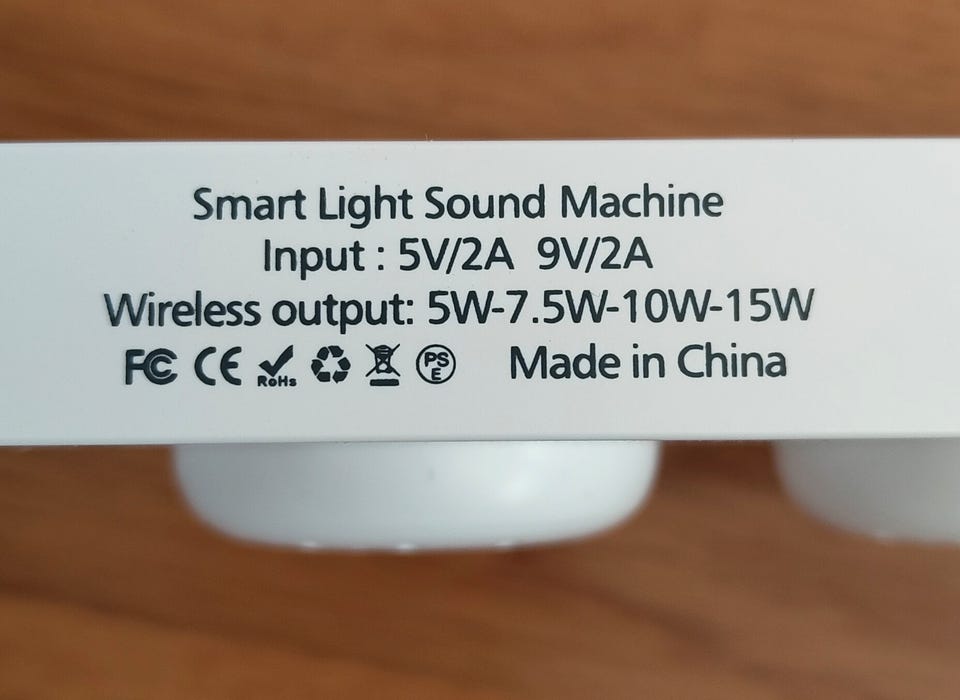 Smart Light Sound Machine
Input : 5V/2A 9V/2A
Wireless output: 5W-7.5W-10W-15W
FC CE RoHS PSE Made in China